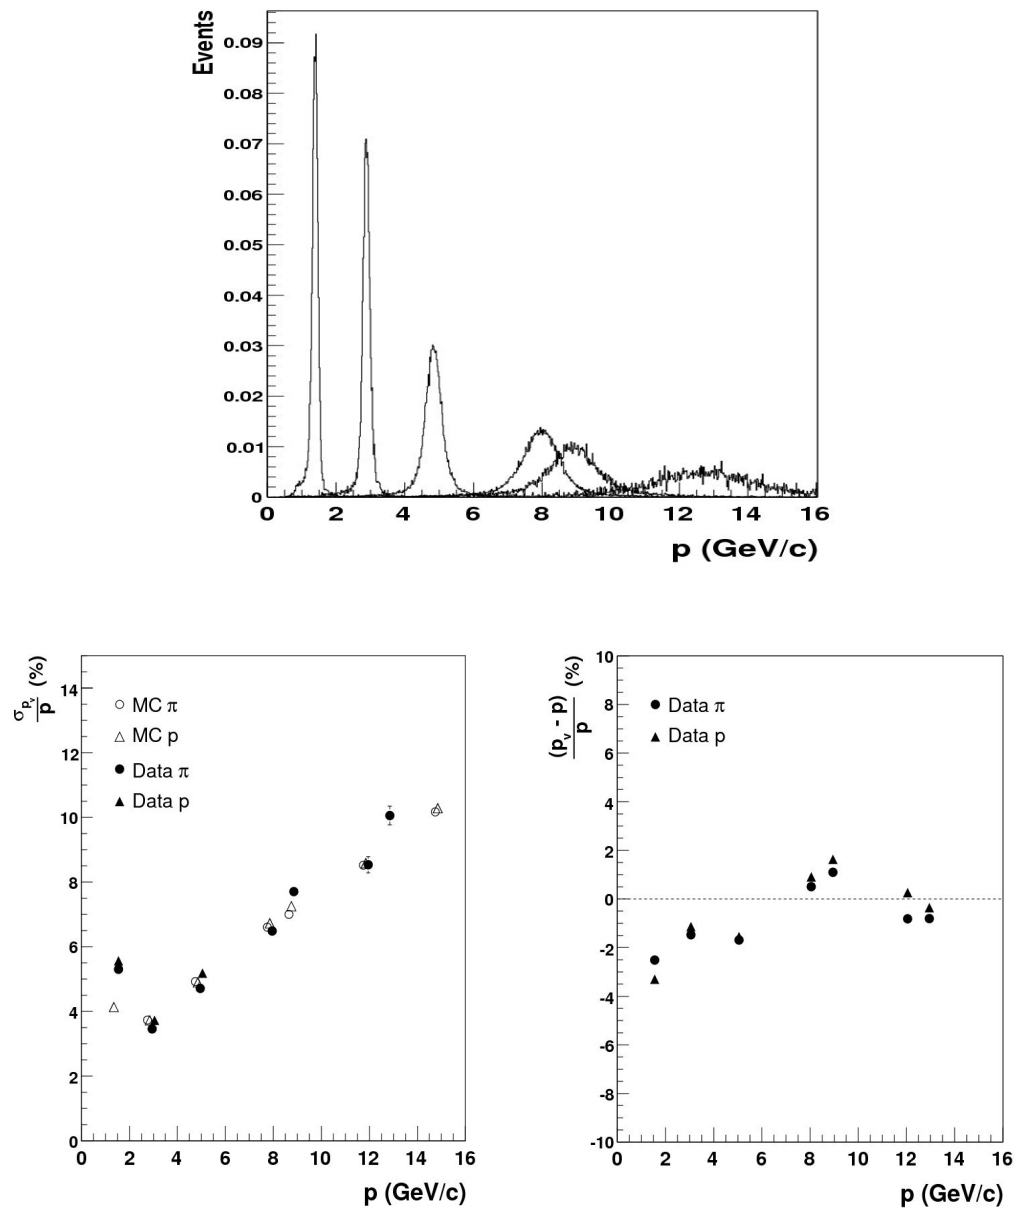 Events
0.09
0.08
0.07
0.06
0.05
0.04
0.03
0.02
0.01
0
0 2 4 6 8 10 12 14 16
p (GeV/c)
σpᵥ/p (%)
14
12
10
8
6
4
2
0
MC π
MC p
Data π
Data p
0 2 4 6 8 10 12 14 16
p (GeV/c)
(pᵥ - p)/p (%)
10
8
6
4
2
0
-2
-4
-6
-8
-10
Data π
Data p
0 2 4 6 8 10 12 14 16
p (GeV/c)